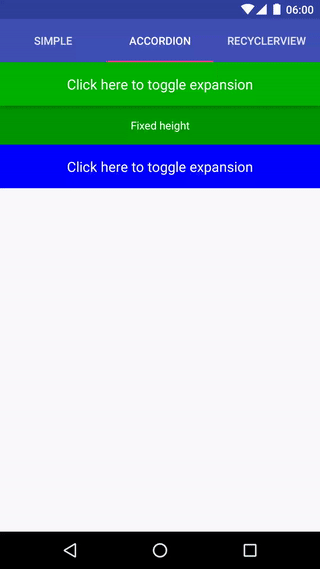 06:00
SIMPLE ACCORDION RECYCLERVIEW
Click here to toggle expansion
Fixed height
Click here to toggle expansion